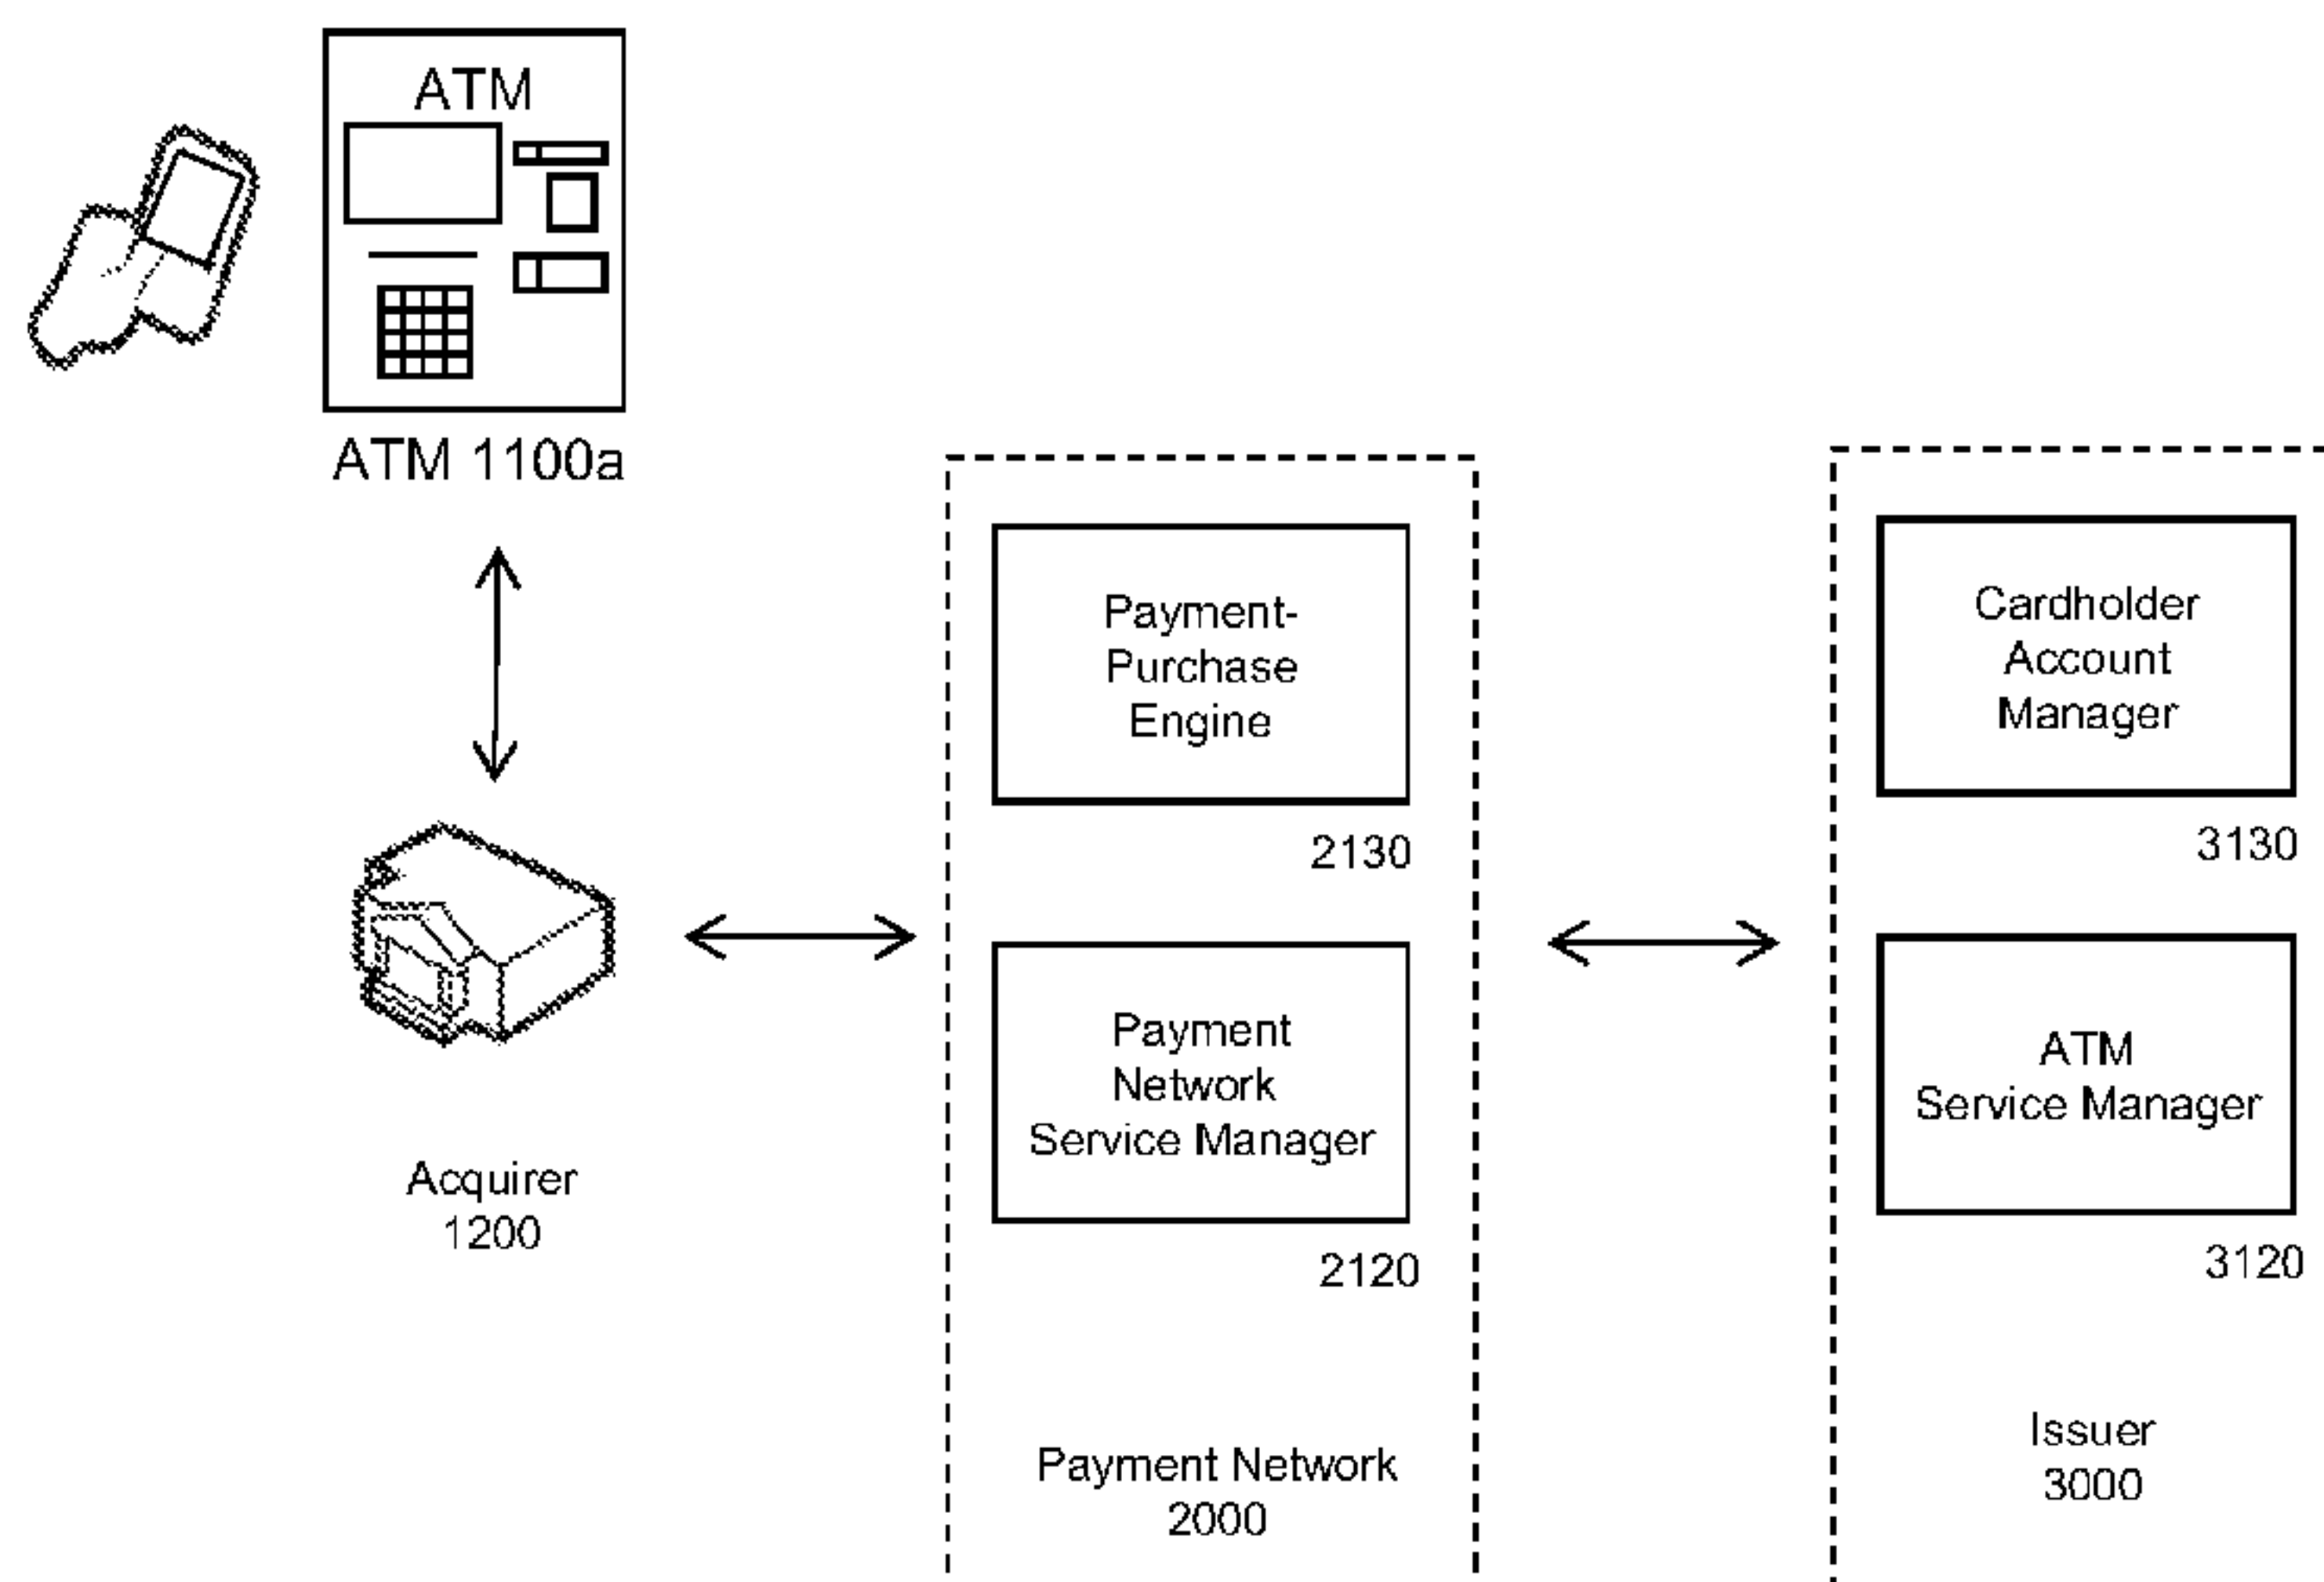 ATM
ATM 1100a
Payment-
Purchase
Engine
2130
Cardholder
Account
Manager
3130
Acquirer
1200
Payment
Network
Service Manager
2120
ATM
Service Manager
3120
Payment Network
2000
Issuer
3000